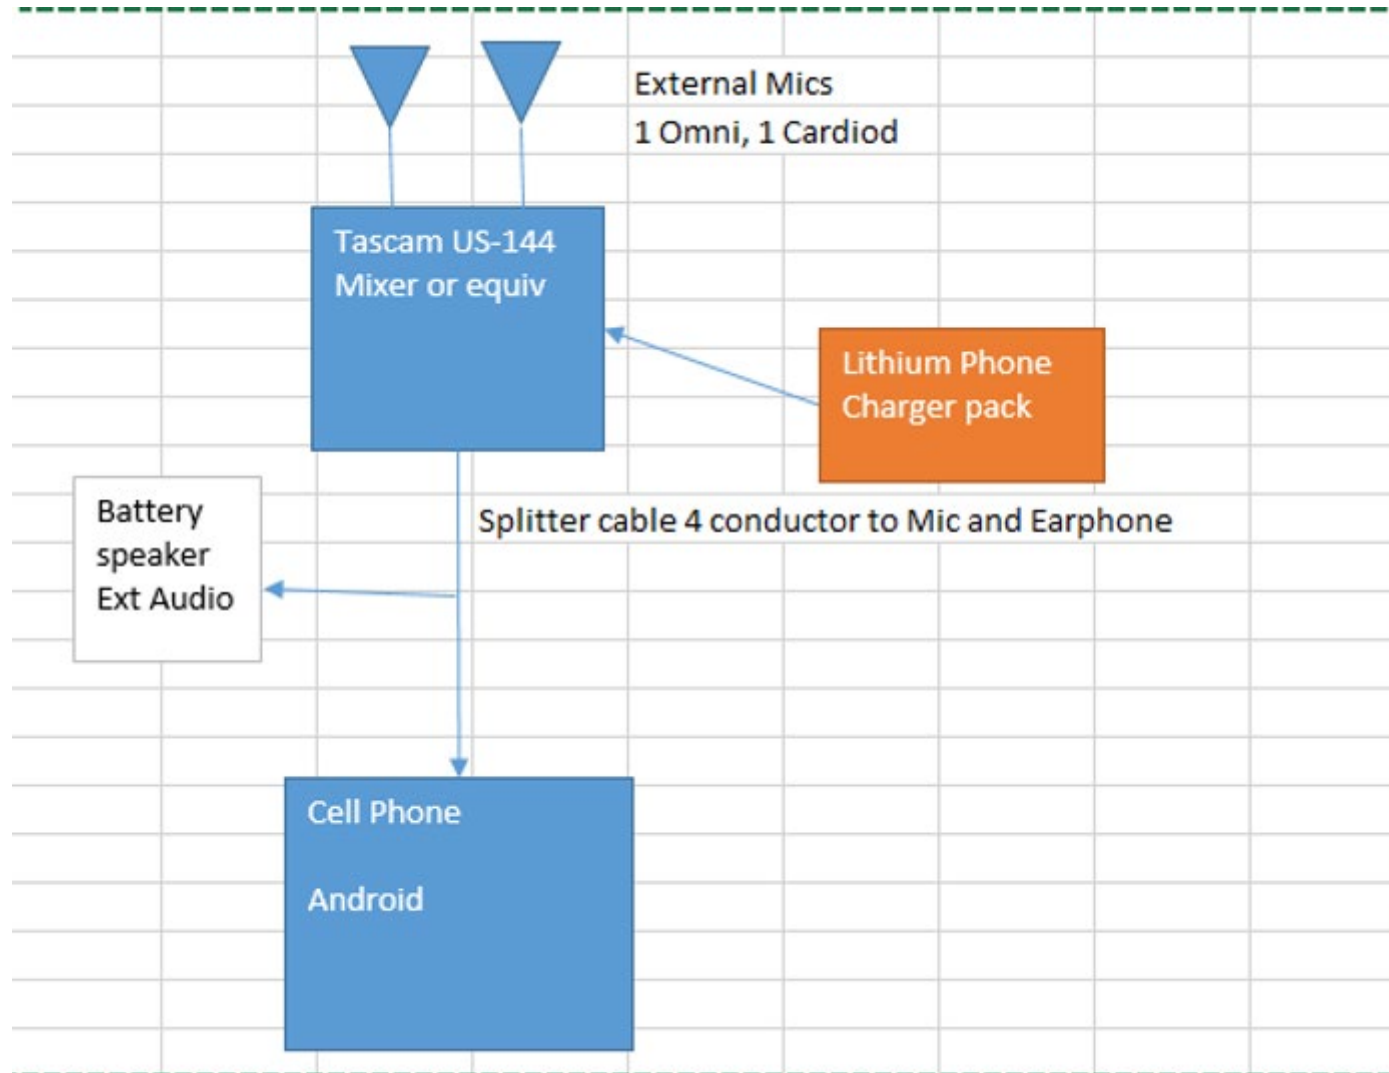 External Mics
1 Omni, 1 Cardiod
Tascam US-144
Mixer or equiv
Lithium Phone
Charger pack
Battery
speaker
Ext Audio
Splitter cable 4 conductor to Mic and Earphone
Cell Phone
Android